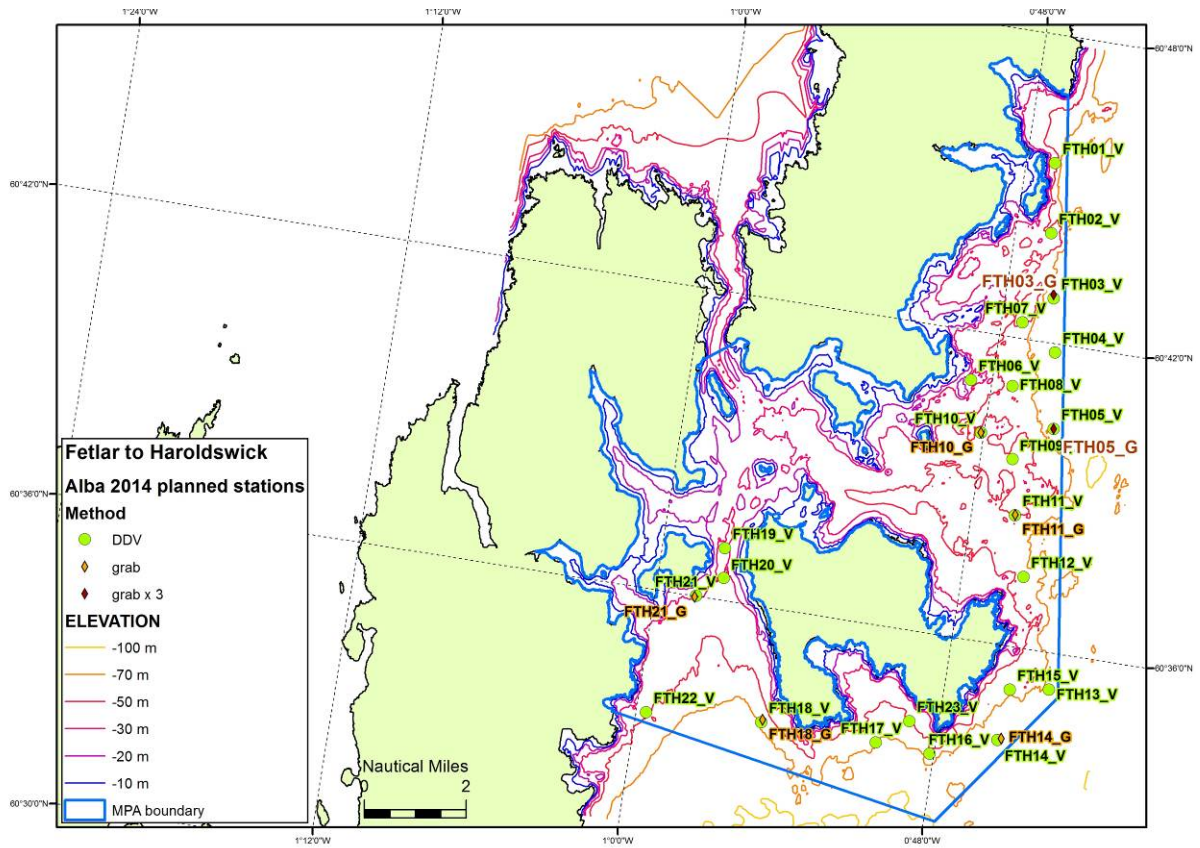 1°24'0"W
1°12'0"W
1°0'0"W
0°48'0"W
60°48'0"N
60°42'0"N
60°42'0"N
60°36'0"N
60°36'0"N
60°30'0"N
1°12'0"W
1°0'0"W
0°48'0"W
FTH01_V
FTH02_V
FTH03_G
FTH03_V
FTH07_V
FTH04_V
FTH06_V
FTH08_V
FTH10_V
FTH05_V
FTH10_G
FTH09
FTH05_G
FTH11_V
FTH11_G
FTH19_V
FTH20_V
FTH12_V
FTH21_V
FTH21_G
FTH15_V
FTH13_V
FTH22_V
FTH18_V
FTH23_V
FTH18_G
FTH17_V
FTH16_V
FTH14_G
FTH14_V
Fetlar to Haroldswick
Alba 2014 planned stations
Method
DDV
grab
grab x 3
ELEVATION
-100 m
-70 m
-50 m
-30 m
-20 m
-10 m
MPA boundary
Nautical Miles
0 2